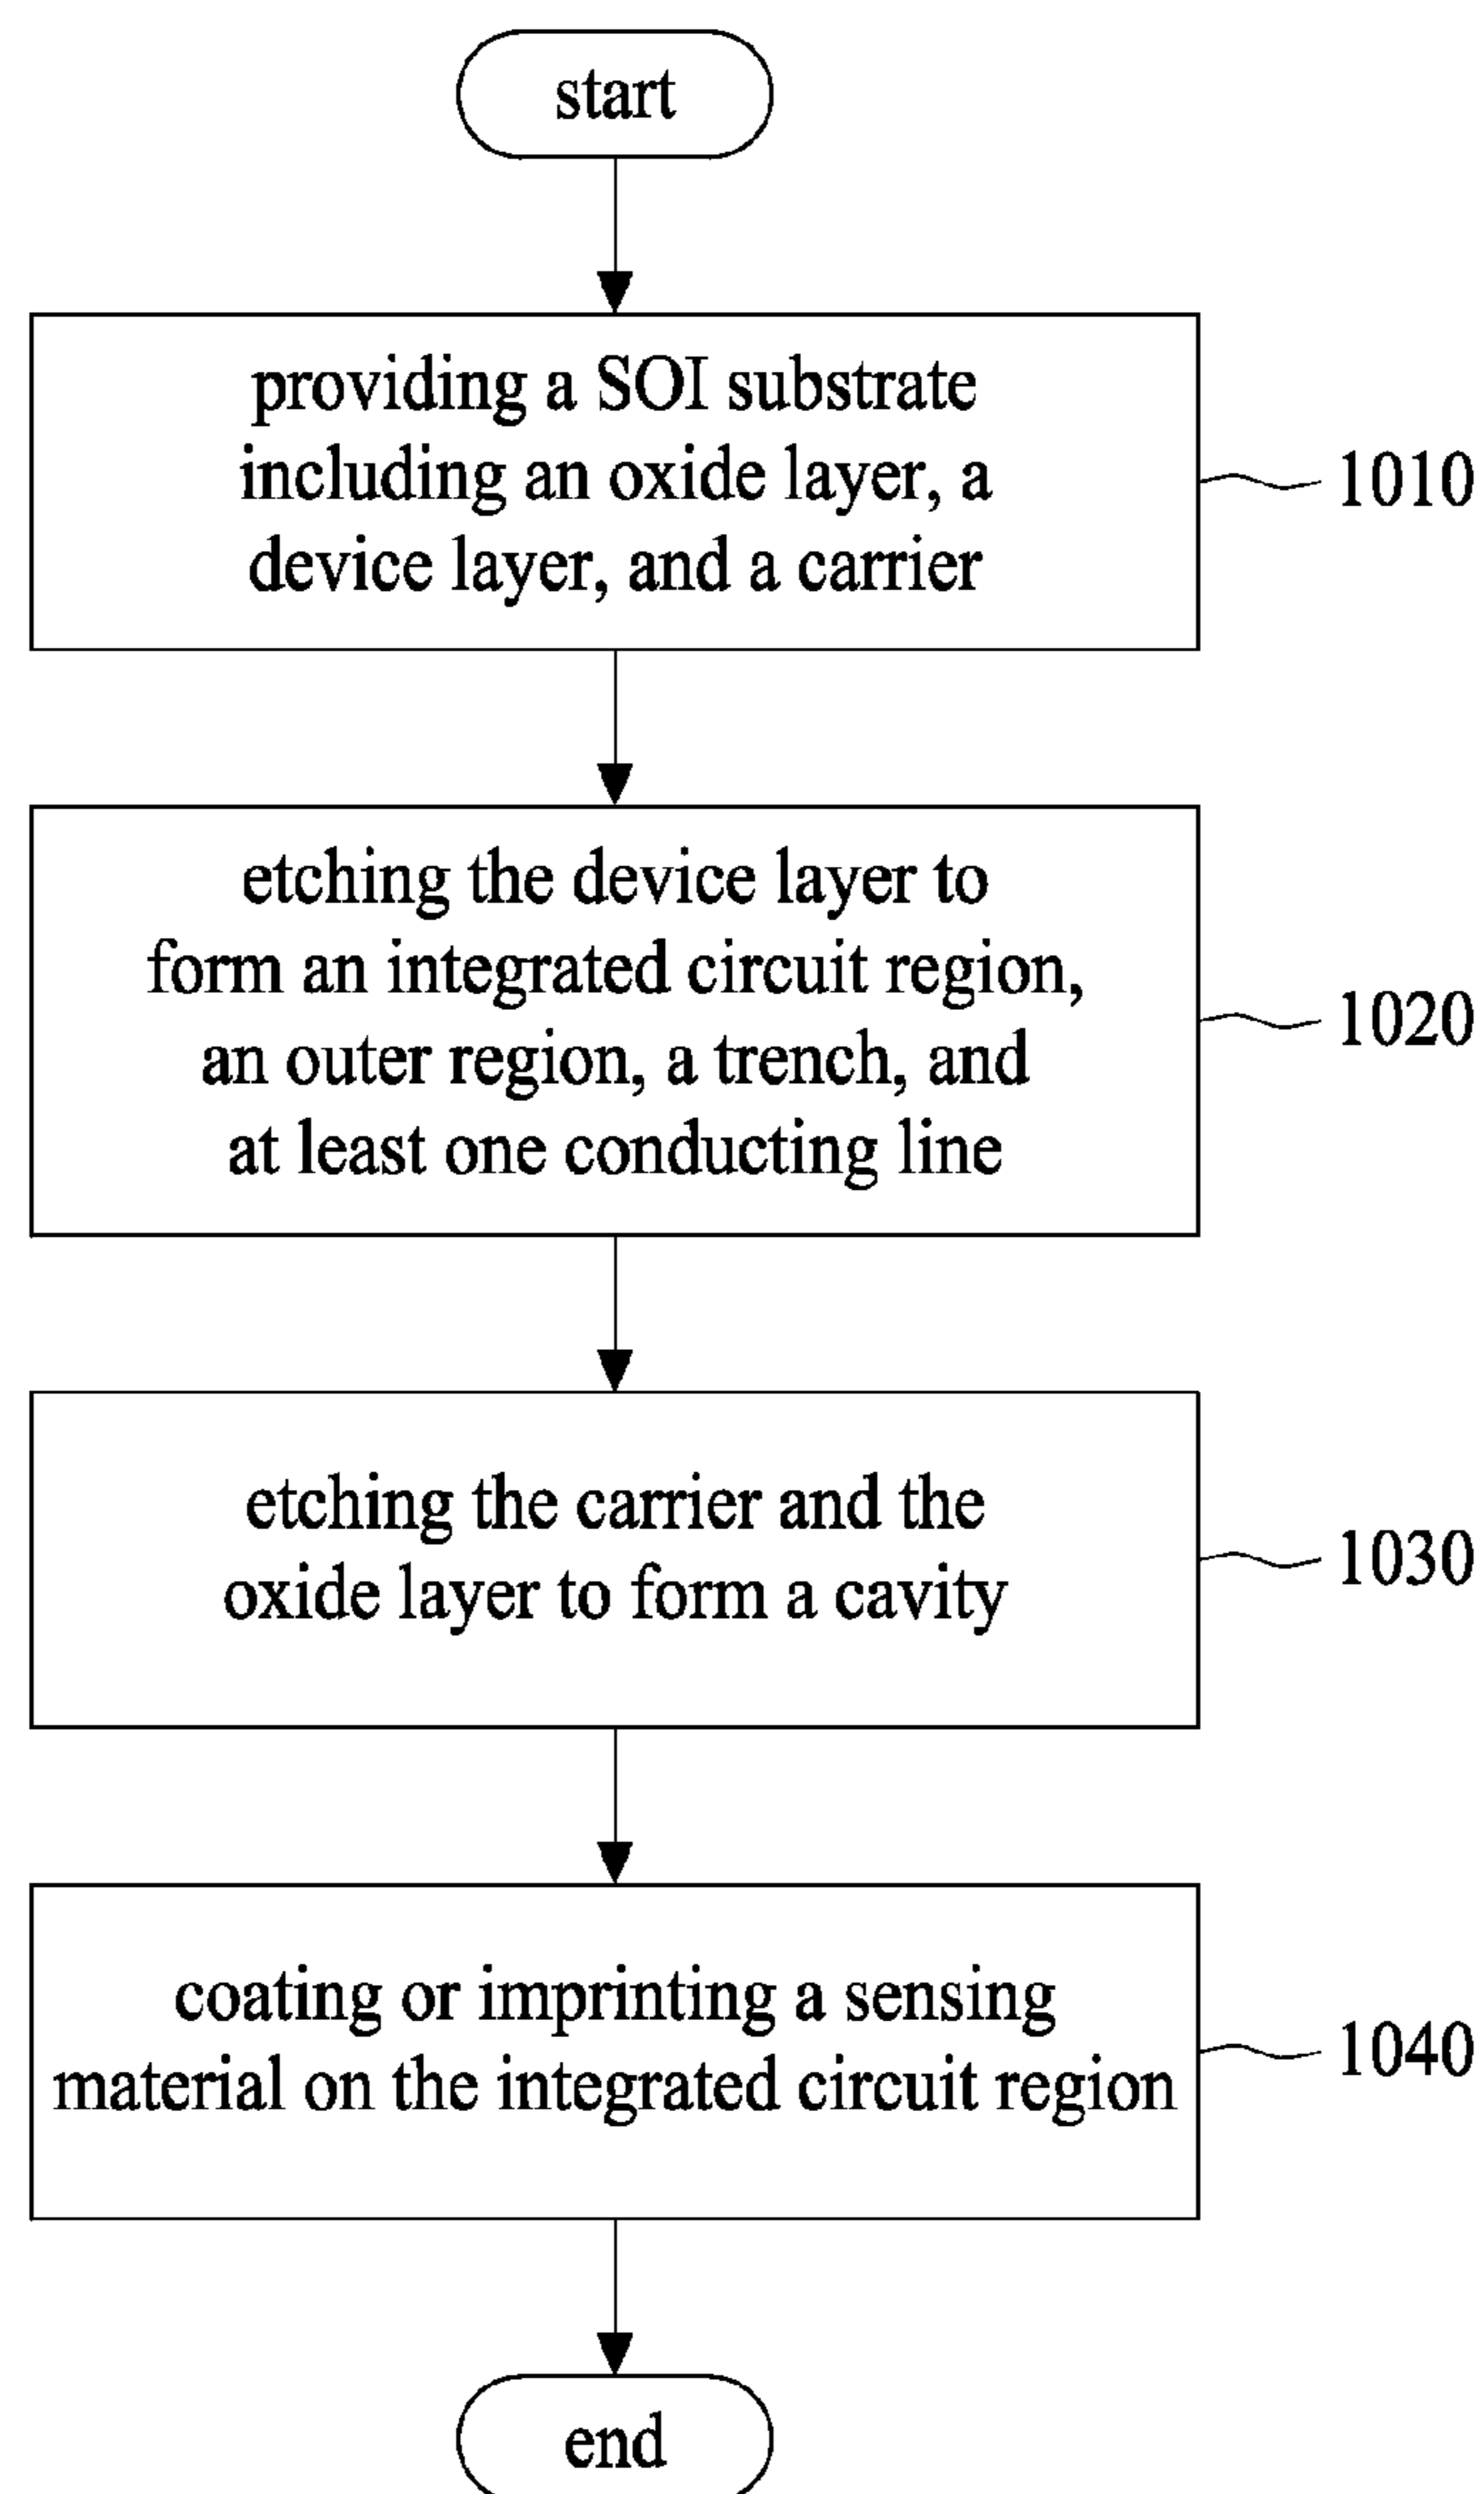 start
providing a SOI substrate
including an oxide layer, a
device layer, and a carrier
1010
etching the device layer to
form an integrated circuit region,
an outer region, a trench, and
at least one conducting line
1020
etching the carrier and the
oxide layer to form a cavity
1030
coating or imprinting a sensing
material on the integrated circuit region
1040
end